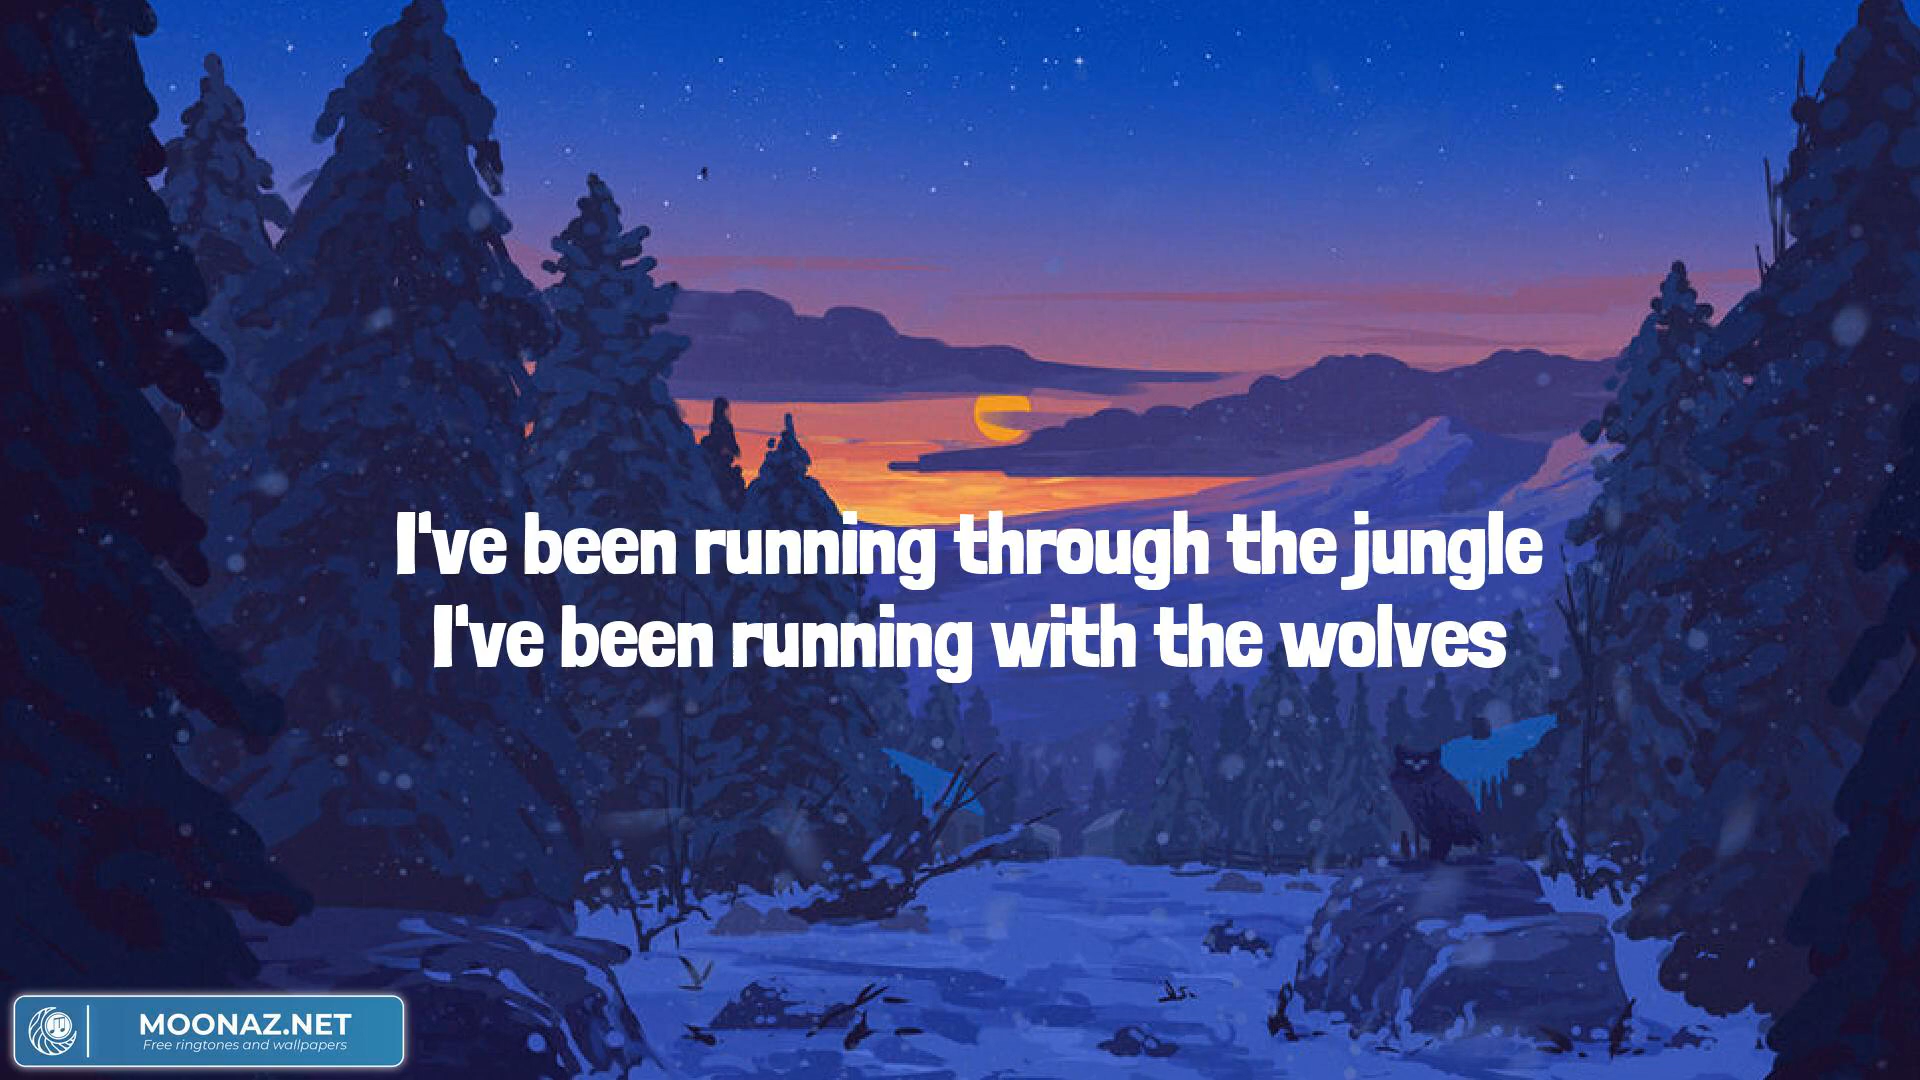 I've been running through the jungle
I've been running with the wolves
MOONAZ.NET
Free ringtones and wallpapers